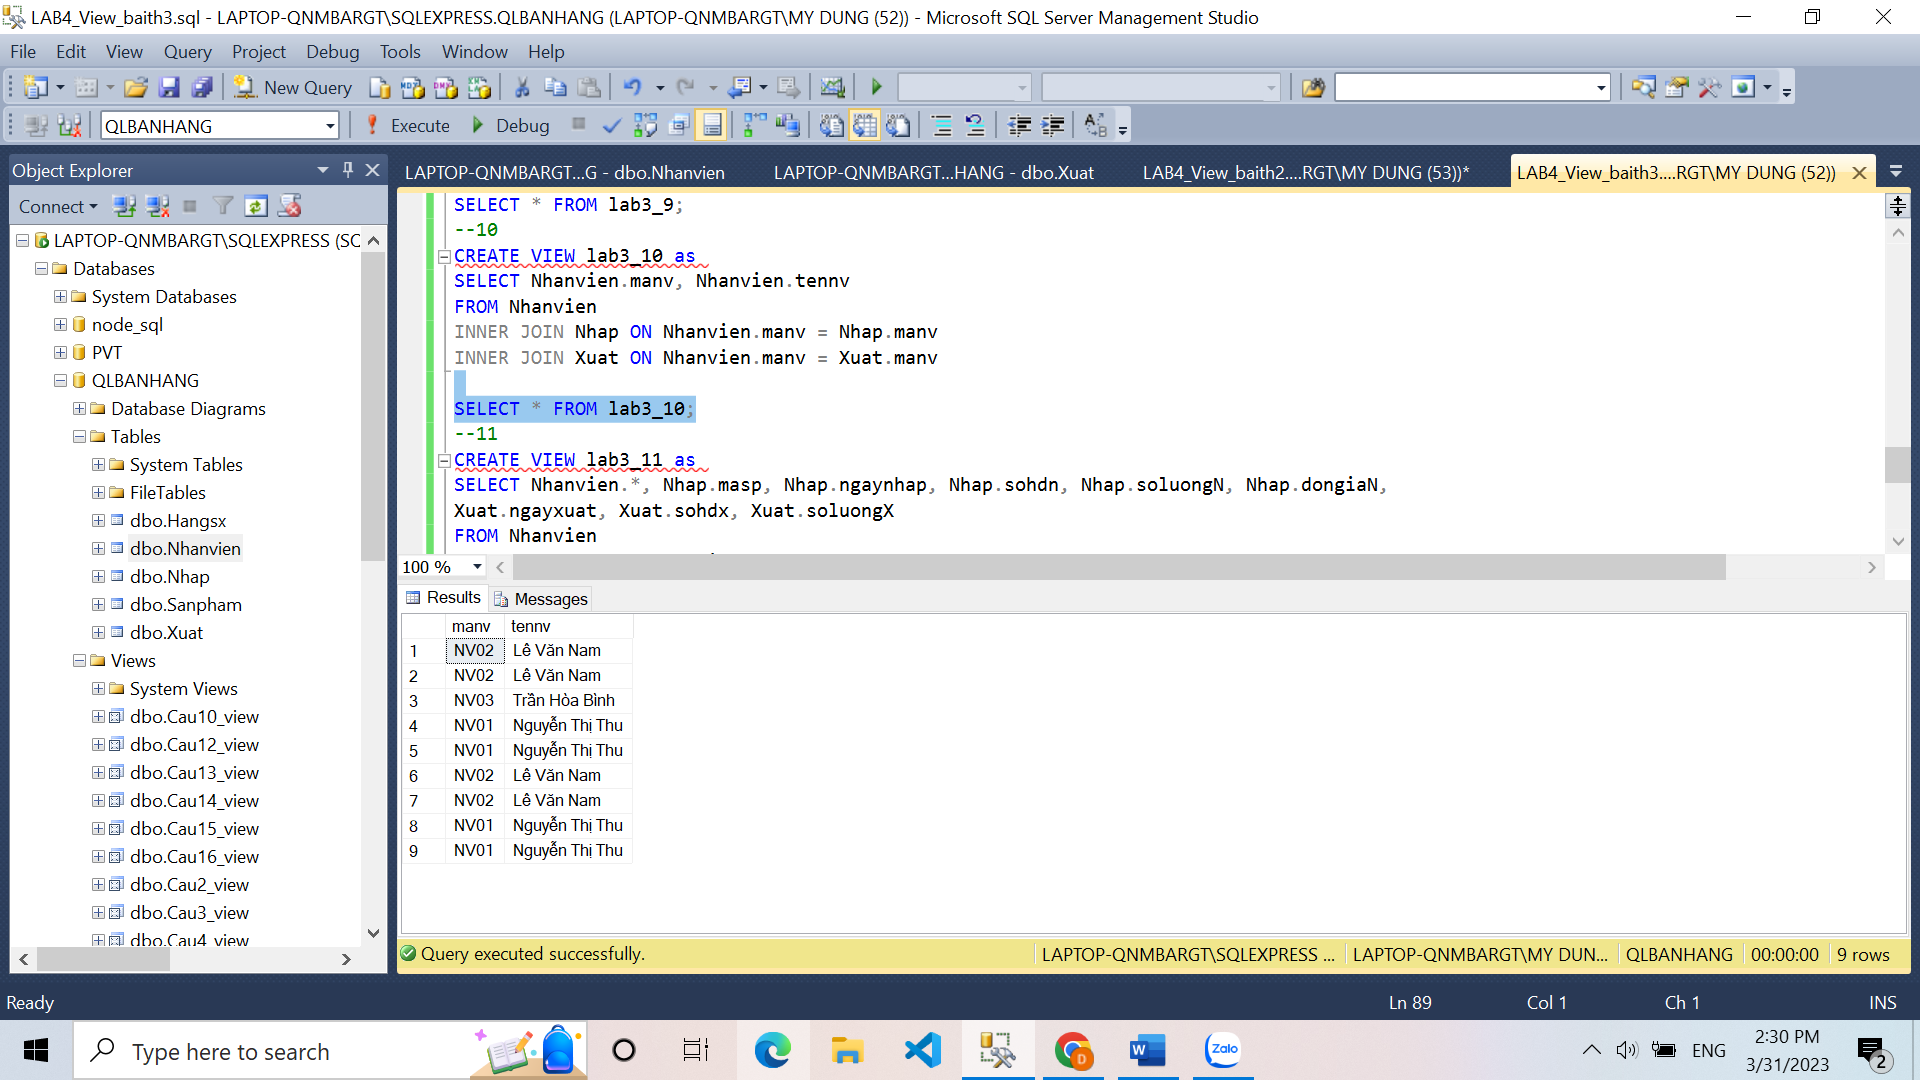 LAB4_View_baith3.sql - LAPTOP-QNMBARGT\SQLEXPRESS.QLBANHANG (LAPTOP-QNMBARGT\MY DUNG (52)) - Microsoft SQL Server Management Studio
File Edit View Query Project Debug Tools Window Help
New Query
QLBANHANG Execute Debug
Object Explorer
Connect
LAPTOP-QNMBARGT\SQLEXPRESS (SC
Databases
System Databases
node_sql
PVT
QLBANHANG
Database Diagrams
Tables
System Tables
FileTables
dbo.Hangsx
dbo.Nhanvien
dbo.Nhap
dbo.Sanpham
dbo.Xuat
Views
System Views
dbo.Cau10_view
dbo.Cau12_view
dbo.Cau13_view
dbo.Cau14_view
dbo.Cau15_view
dbo.Cau16_view
dbo.Cau2_view
dbo.Cau3_view
dbo.Cau4_view
LAPTOP-QNMBARGT...G - dbo.Nhanvien LAPTOP-QNMBARGT...HANG - dbo.Xuat LAB4_View_baith2....RGT\MY DUNG (53))* LAB4_View_baith3....RGT\MY DUNG (52))
SELECT * FROM lab3_9;
--10
CREATE VIEW lab3_10 as
SELECT Nhanvien.manv, Nhanvien.tennv
FROM Nhanvien
INNER JOIN Nhap ON Nhanvien.manv = Nhap.manv
INNER JOIN Xuat ON Nhanvien.manv = Xuat.manv
SELECT * FROM lab3_10;
--11
CREATE VIEW lab3_11 as
SELECT Nhanvien.*, Nhap.masp, Nhap.ngaynhap, Nhap.sohdn, Nhap.soluongN, Nhap.dongiaN,
Xuat.ngayxuat, Xuat.sohdx, Xuat.soluongX
FROM Nhanvien
100 %
Results Messages
manv tennv
1 NV02 Lê Văn Nam
2 NV02 Lê Văn Nam
3 NV03 Trần Hòa Bình
4 NV01 Nguyễn Thị Thu
5 NV01 Nguyễn Thị Thu
6 NV02 Lê Văn Nam
7 NV02 Lê Văn Nam
8 NV01 Nguyễn Thị Thu
9 NV01 Nguyễn Thị Thu
Query executed successfully. LAPTOP-QNMBARGT\SQLEXPRESS ... LAPTOP-QNMBARGT\MY DUN... QLBANHANG 00:00:00 9 rows
Ready Ln 89 Col 1 Ch 1 INS
Type here to search
Zalo
ENG
2:30 PM
3/31/2023
2